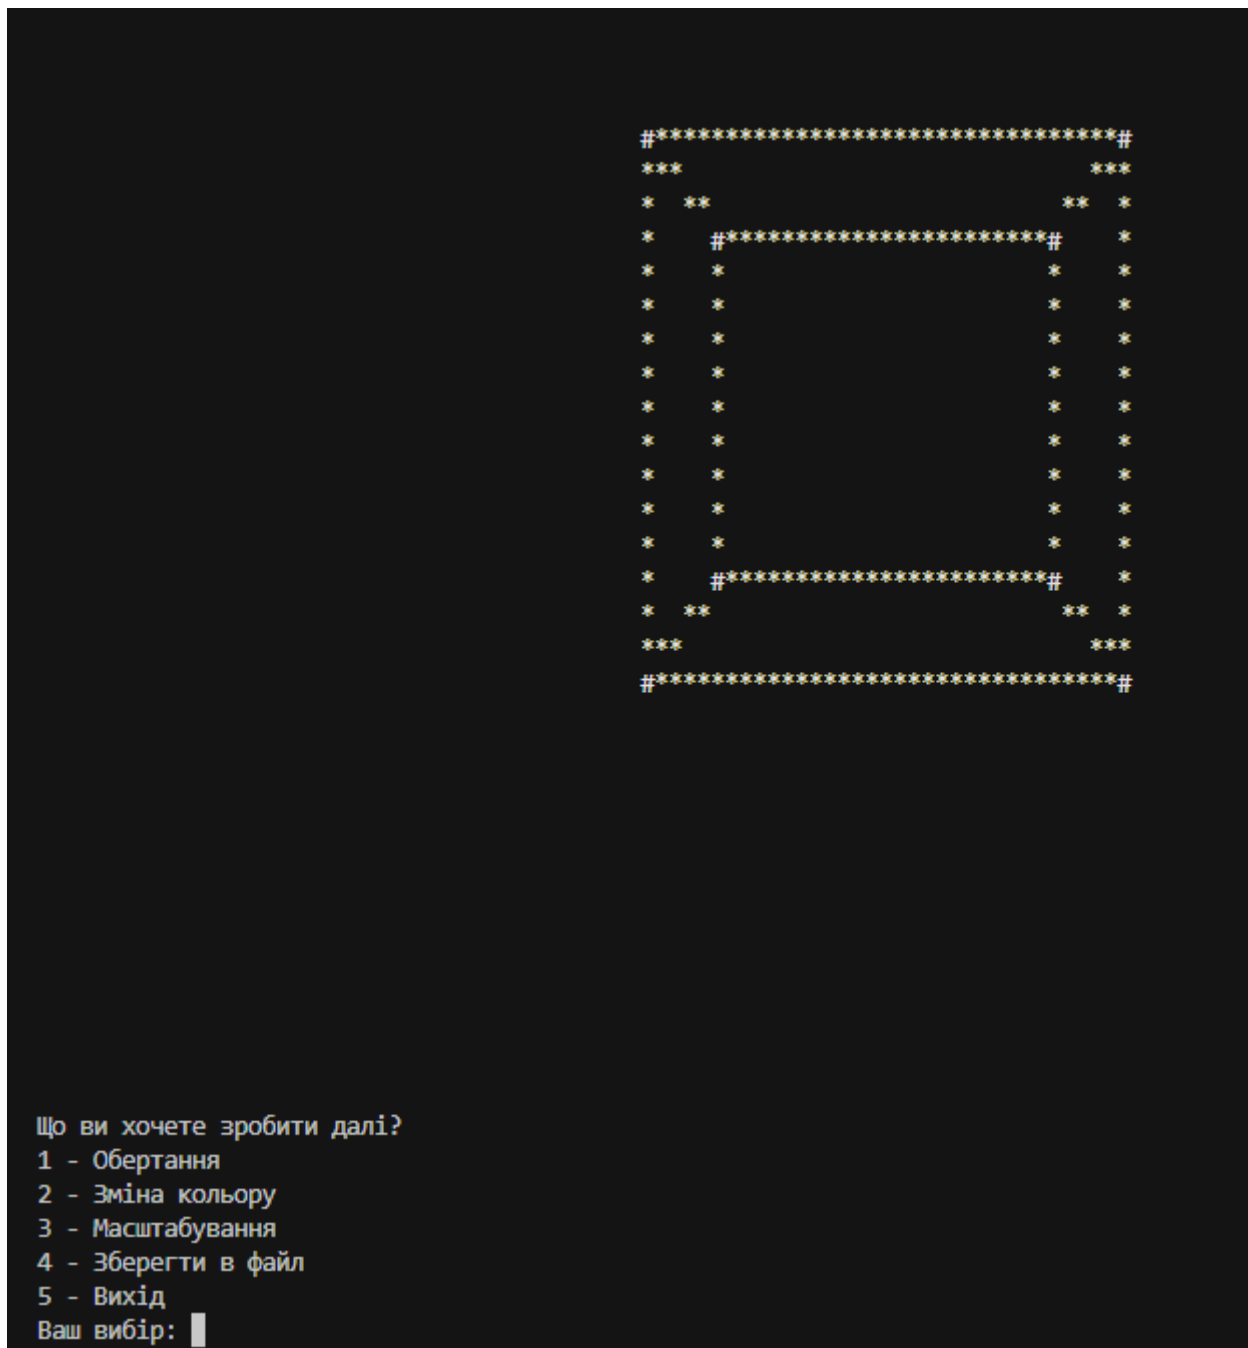 #*********************************#
***                             ***
*  **                         **  *
*    #***********************#    *
*    *                       *    *
*    *                       *    *
*    *                       *    *
*    *                       *    *
*    *                       *    *
*    *                       *    *
*    *                       *    *
*    *                       *    *
*    *                       *    *
*    #***********************#    *
*  **                         **  *
***                             ***
#*********************************#
Що ви хочете зробити далі?
1 - Обертання
2 - Зміна кольору
3 - Масштабування
4 - Зберегти в файл
5 - Вихід
Ваш вибір: